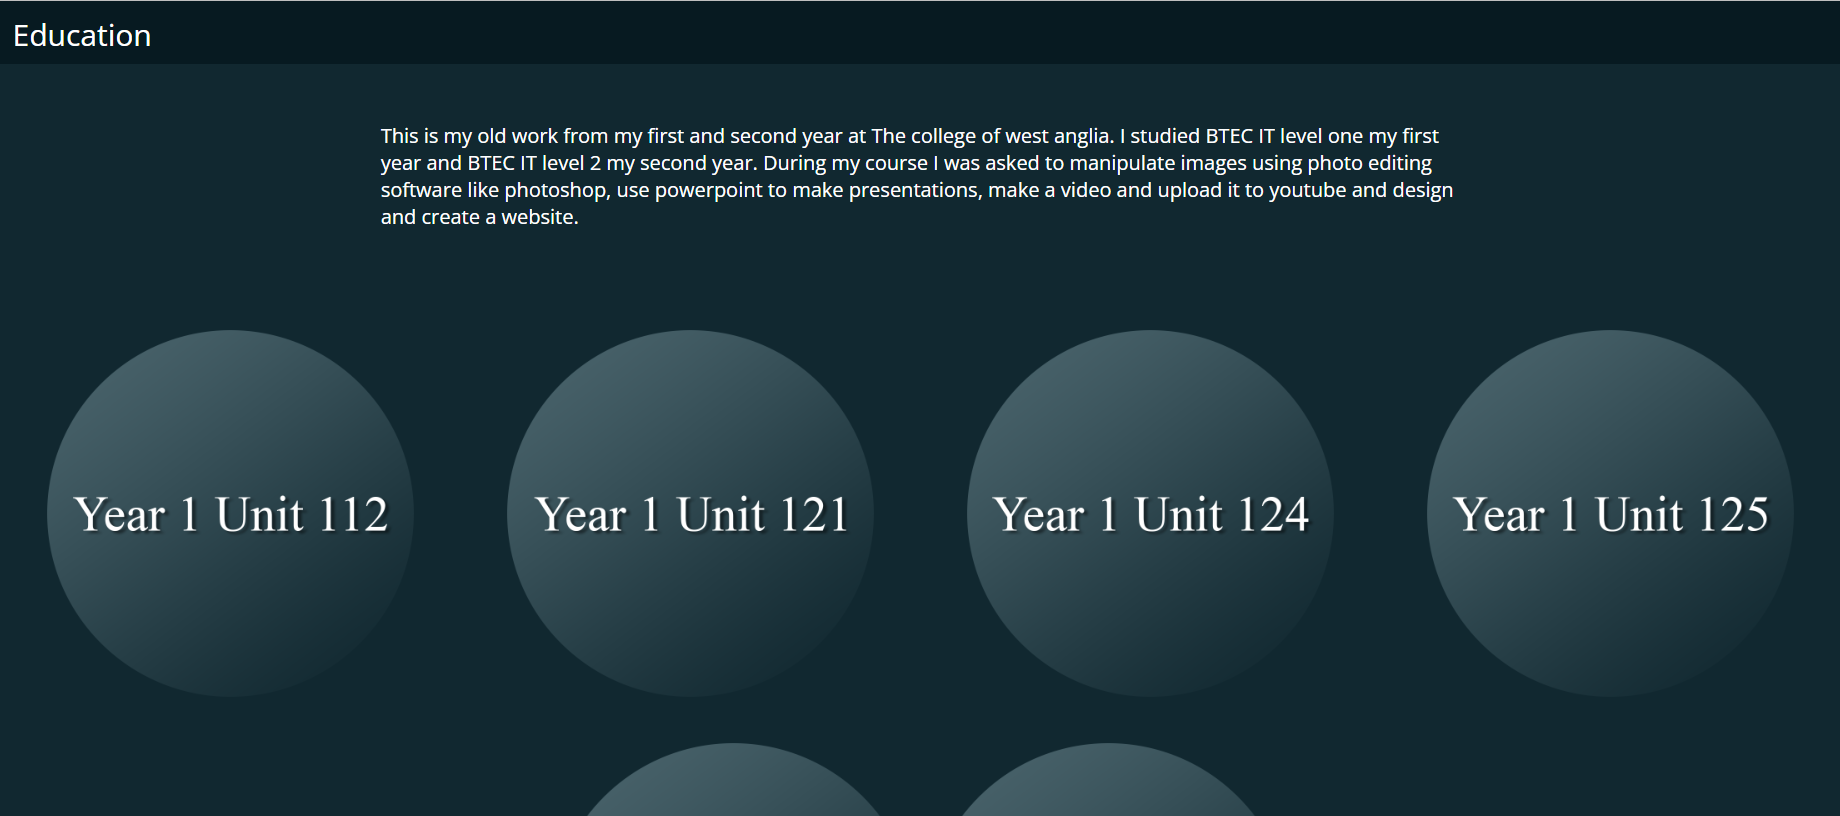 Education
This is my old work from my first and second year at The college of west anglia. I studied BTEC IT level one my first
year and BTEC IT level 2 my second year. During my course I was asked to manipulate images using photo editing
software like photoshop, use powerpoint to make presentations, make a video and upload it to youtube and design
and create a website.
Year 1 Unit 112
Year 1 Unit 121
Year 1 Unit 124
Year 1 Unit 125